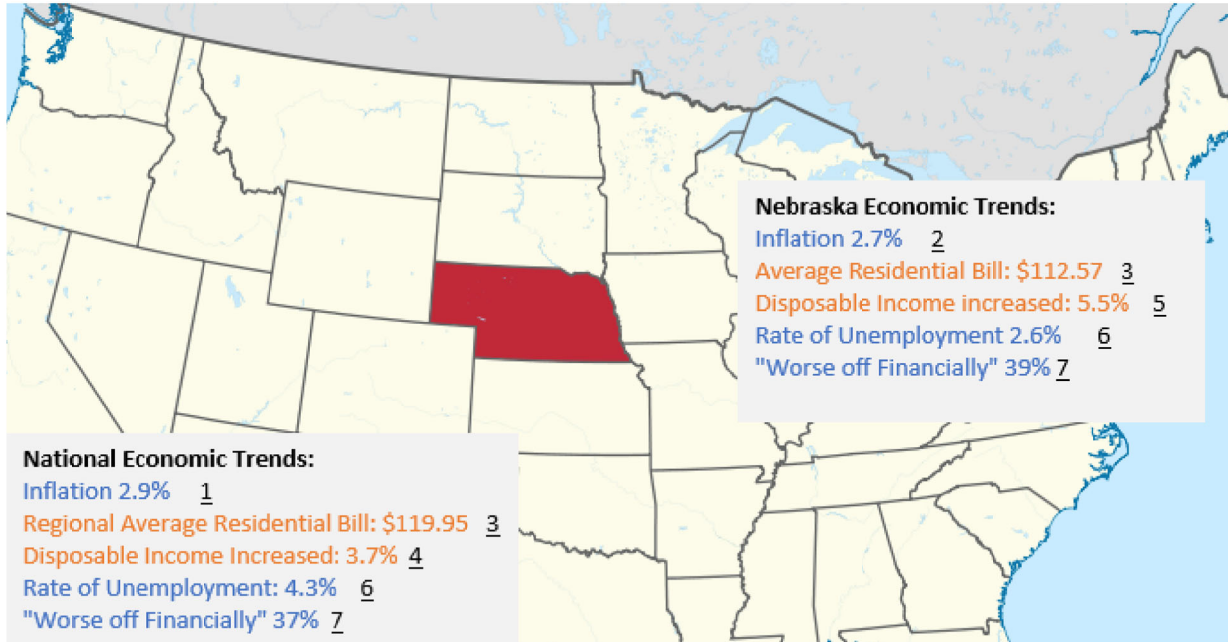 Nebraska Economic Trends:
Inflation 2.7% 2
Average Residential Bill: $112.57 3
Disposable Income increased: 5.5% 5
Rate of Unemployment 2.6% 6
"Worse off Financially" 39% 7
National Economic Trends:
Inflation 2.9% 1
Regional Average Residential Bill: $119.95 3
Disposable Income Increased: 3.7% 4
Rate of Unemployment: 4.3% 6
"Worse off Financially" 37% 7